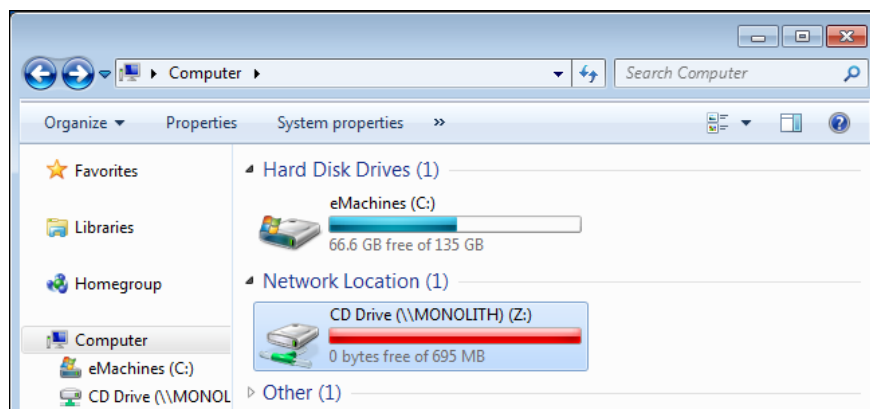 Computer
Search Computer
Organize Properties System properties »
Favorites
Libraries
Homegroup
Computer
eMachines (C:)
CD Drive (\\MONOL
Hard Disk Drives (1)
eMachines (C:)
66.6 GB free of 135 GB
Network Location (1)
CD Drive (\\MONOLITH) (Z:)
0 bytes free of 695 MB
Other (1)